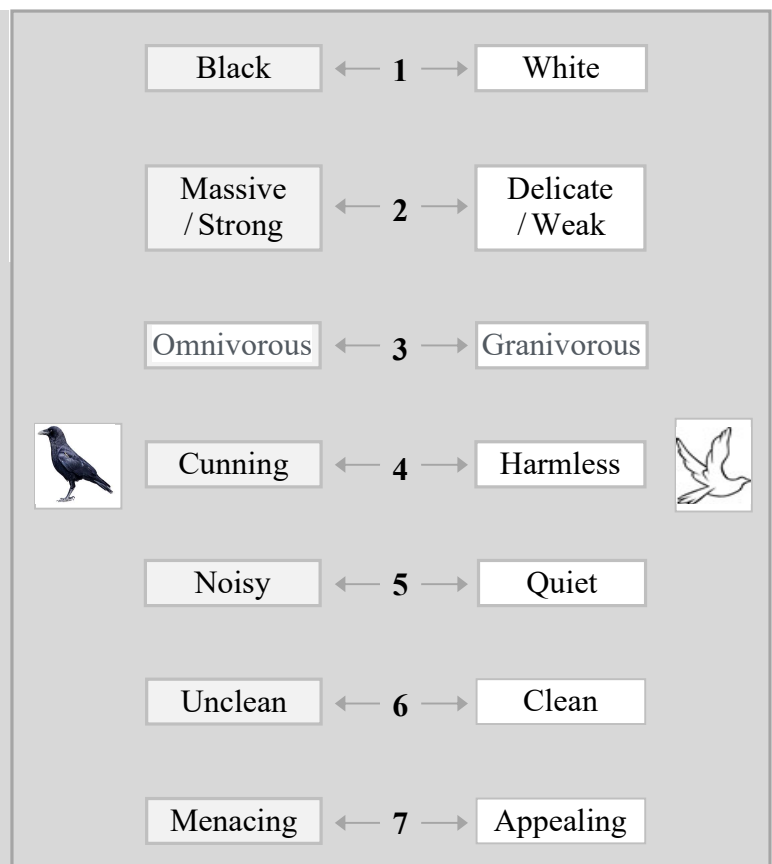 Black 1 White
Massive
/ Strong 2 Delicate
/ Weak
Omnivorous 3 Granivorous
Cunning 4 Harmless
Noisy 5 Quiet
Unclean 6 Clean
Menacing 7 Appealing